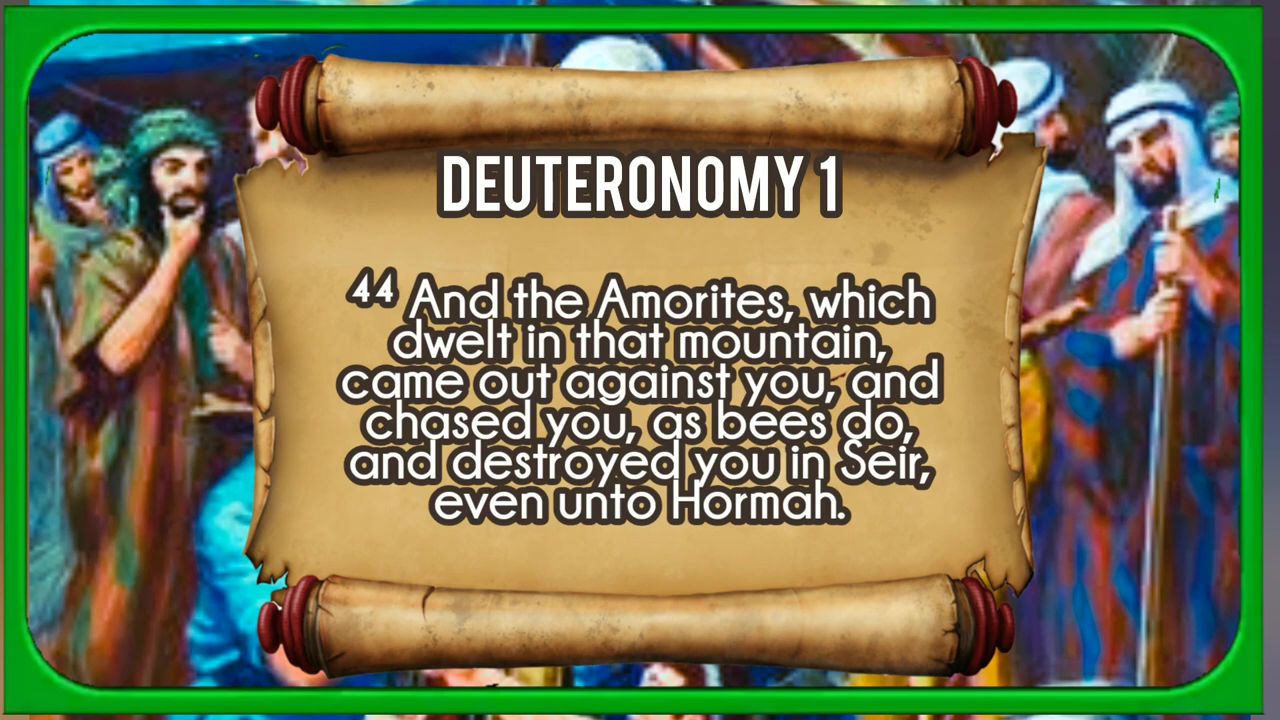 DEUTERONOMY 1
44 And the Amorites, which
dwelt in that mountain,
came out against you, and
chased you, as bees do,
and destroyed you in Seir,
even unto Hormah.